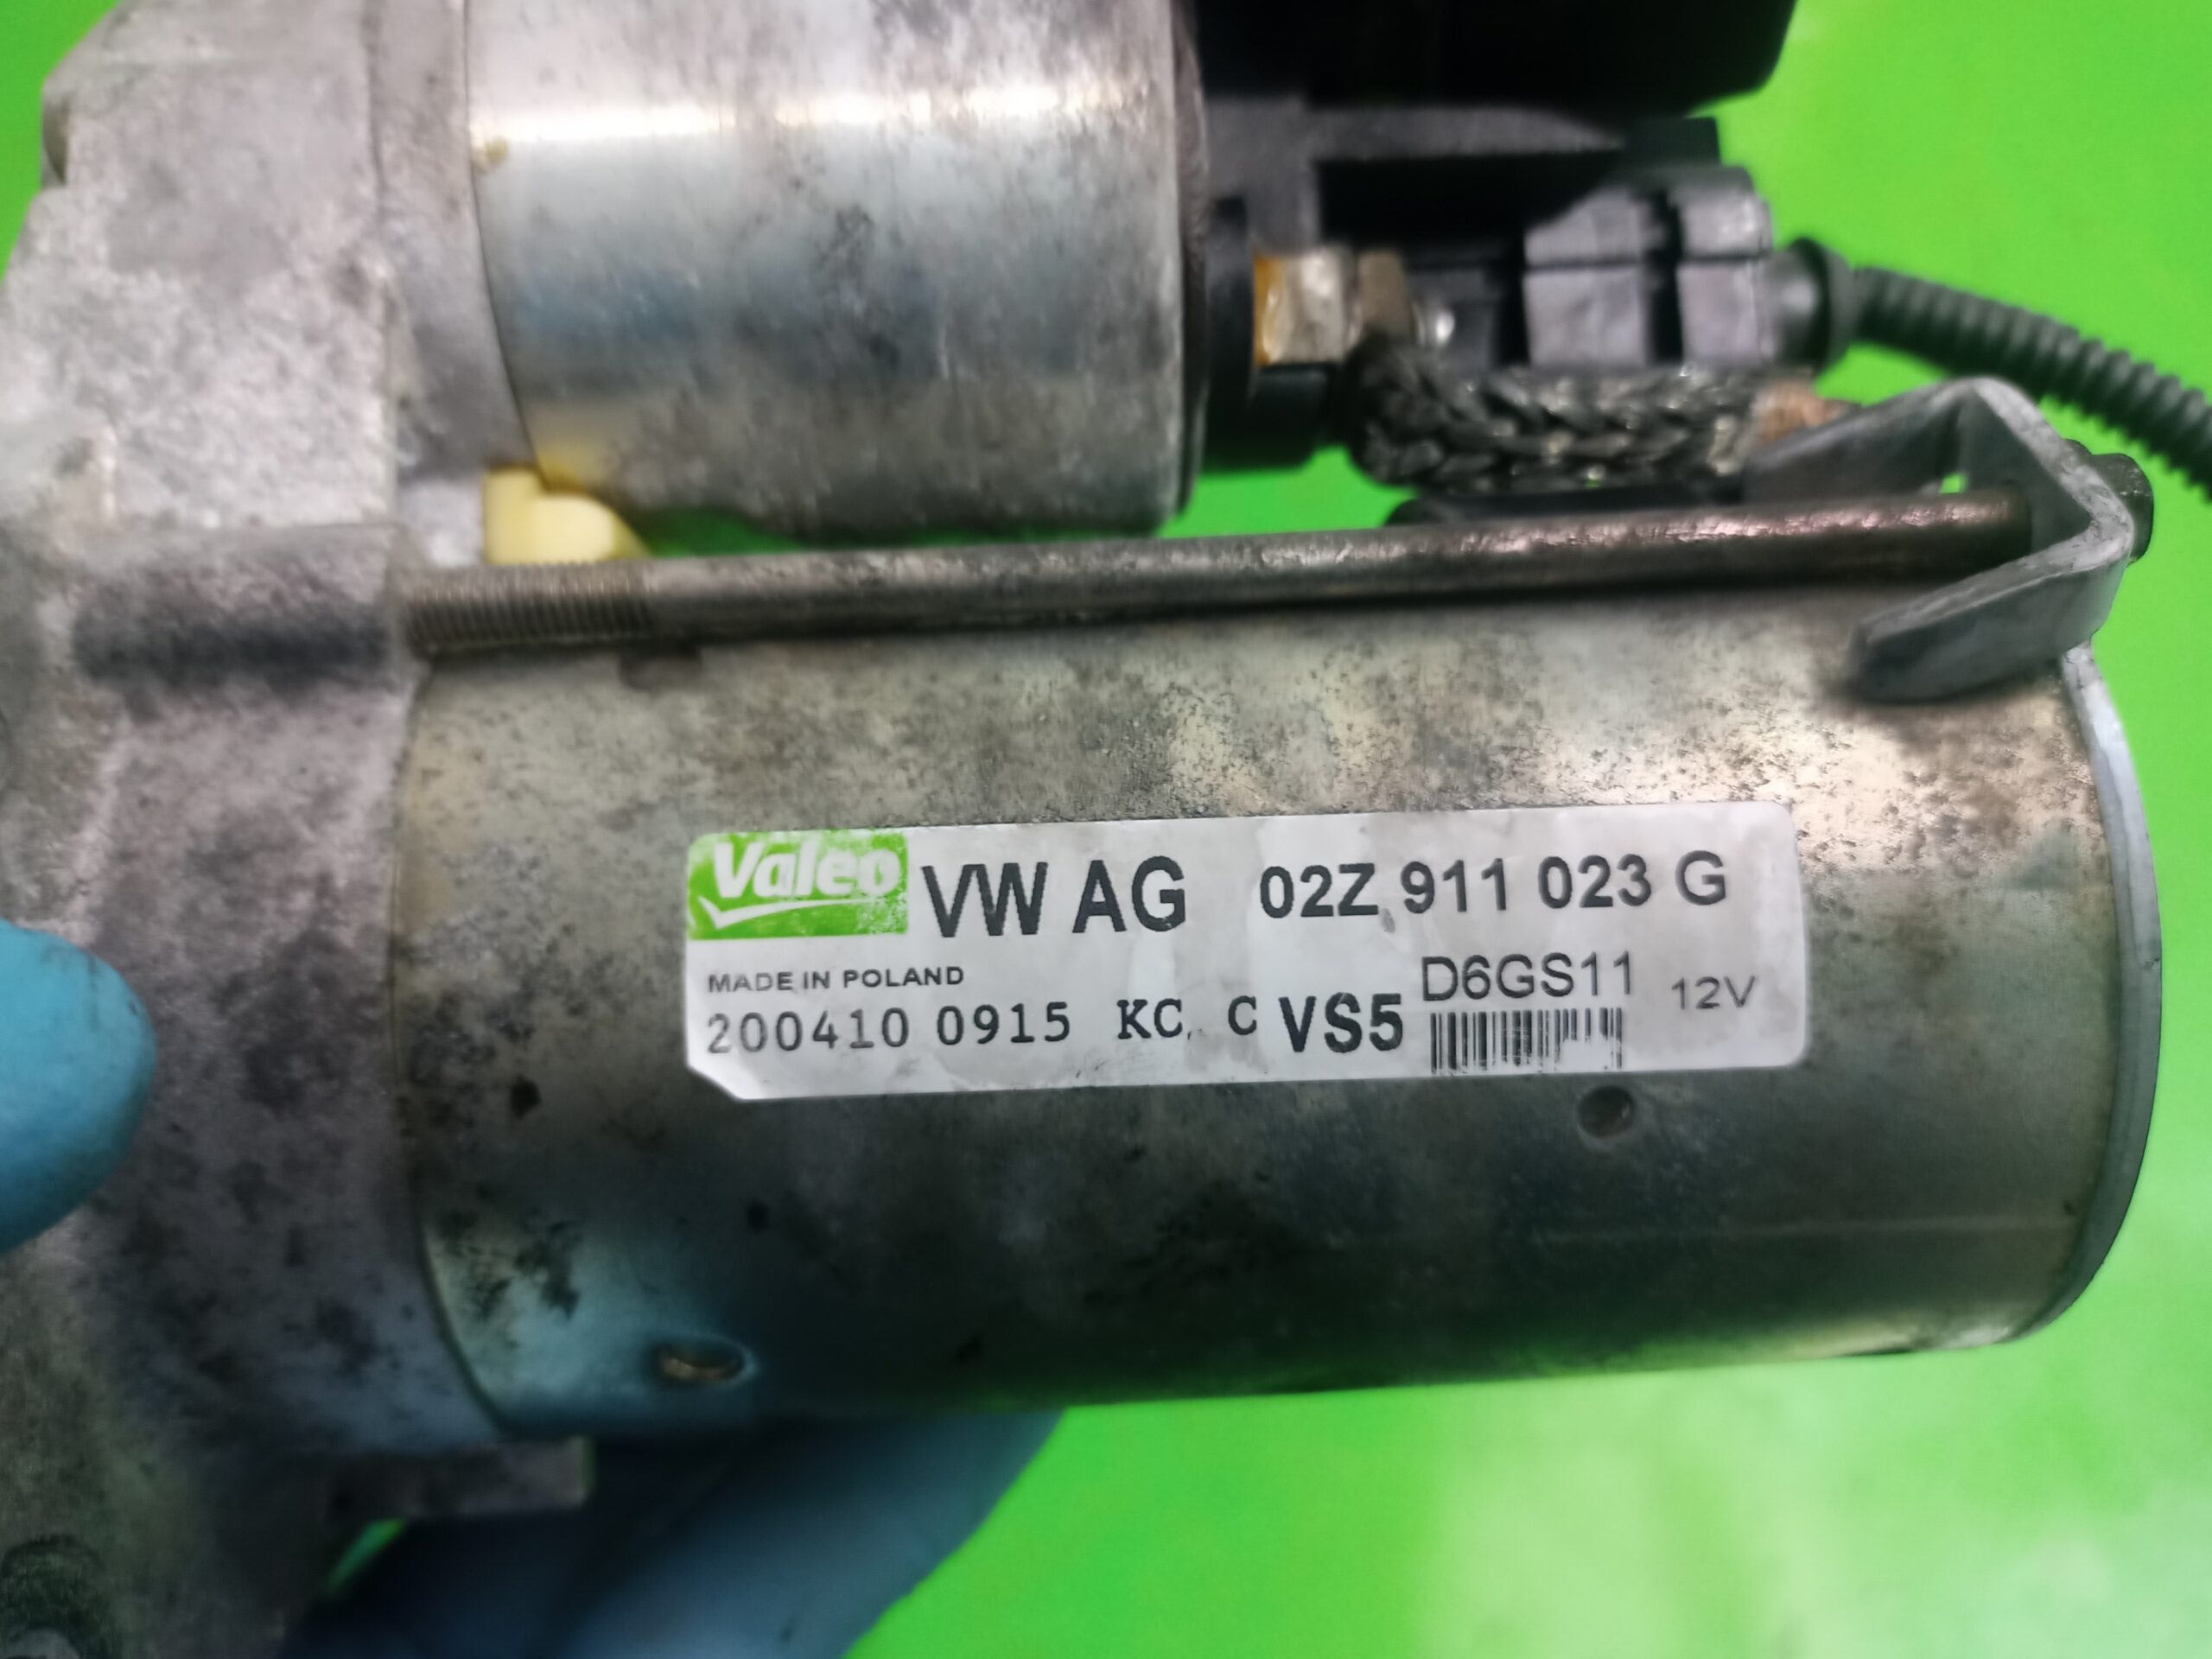 Valeo VW AG 02Z 911 023 G
MADE IN POLAND D6GS11 12V
200410 0915 KC C VS5